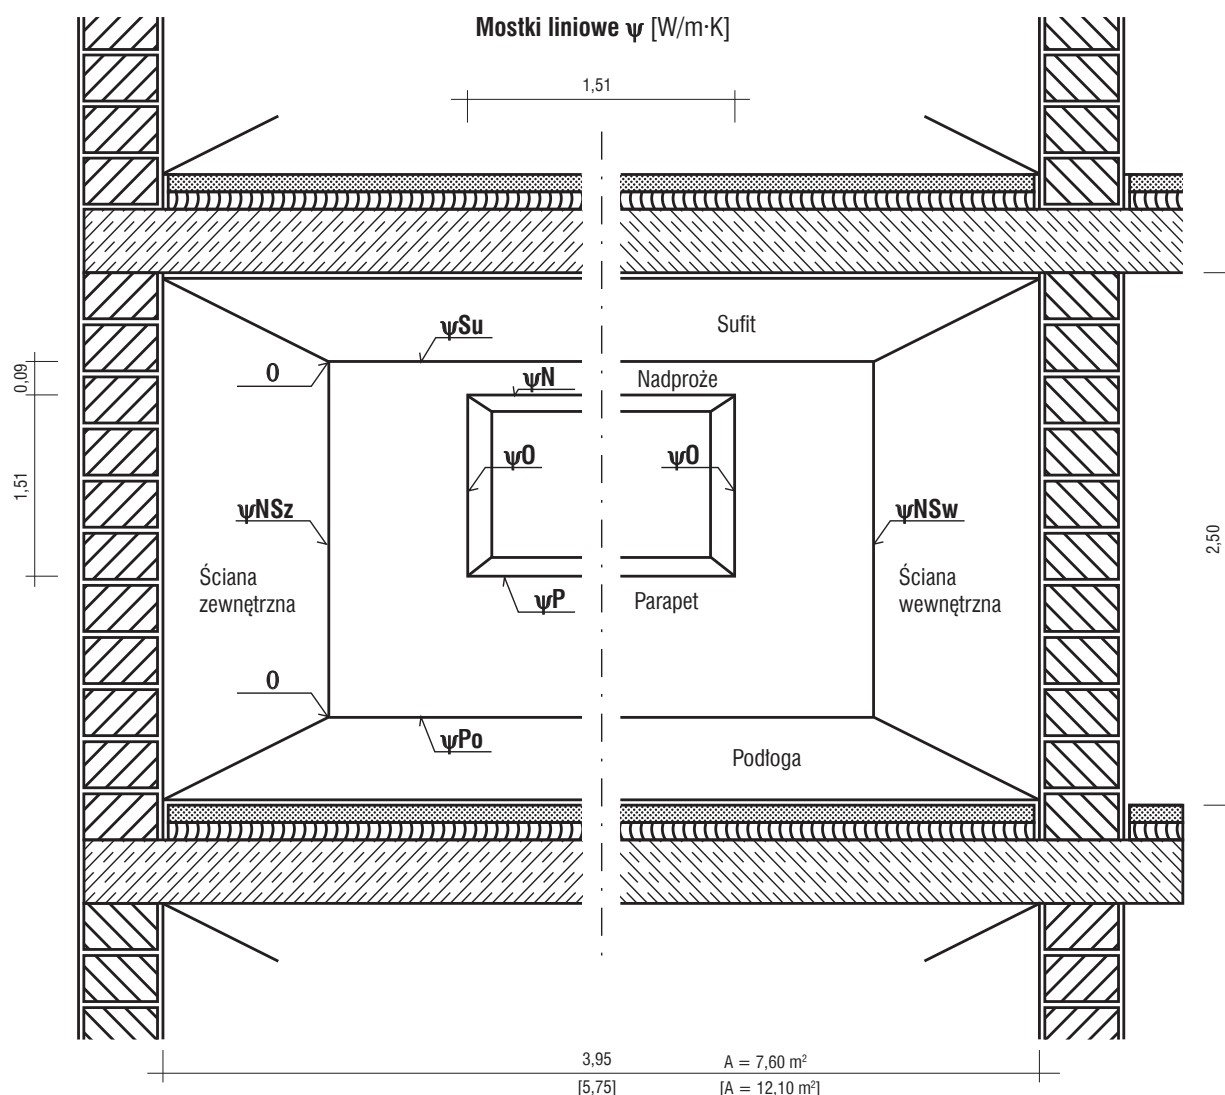 Mostki liniowe ψ [W/m·K]
1,51
Sufit
ψSu
0
0,09
ψN
Nadproże
ψO
ψO
1,51
ψNSz
ψNSw
2,50
Ściana
zewnętrzna
Ściana
wewnętrzna
ψP
Parapet
0
ψPo
Podłoga
3,95
A = 7,60 m²
[5,75]
[A = 12,10 m²]